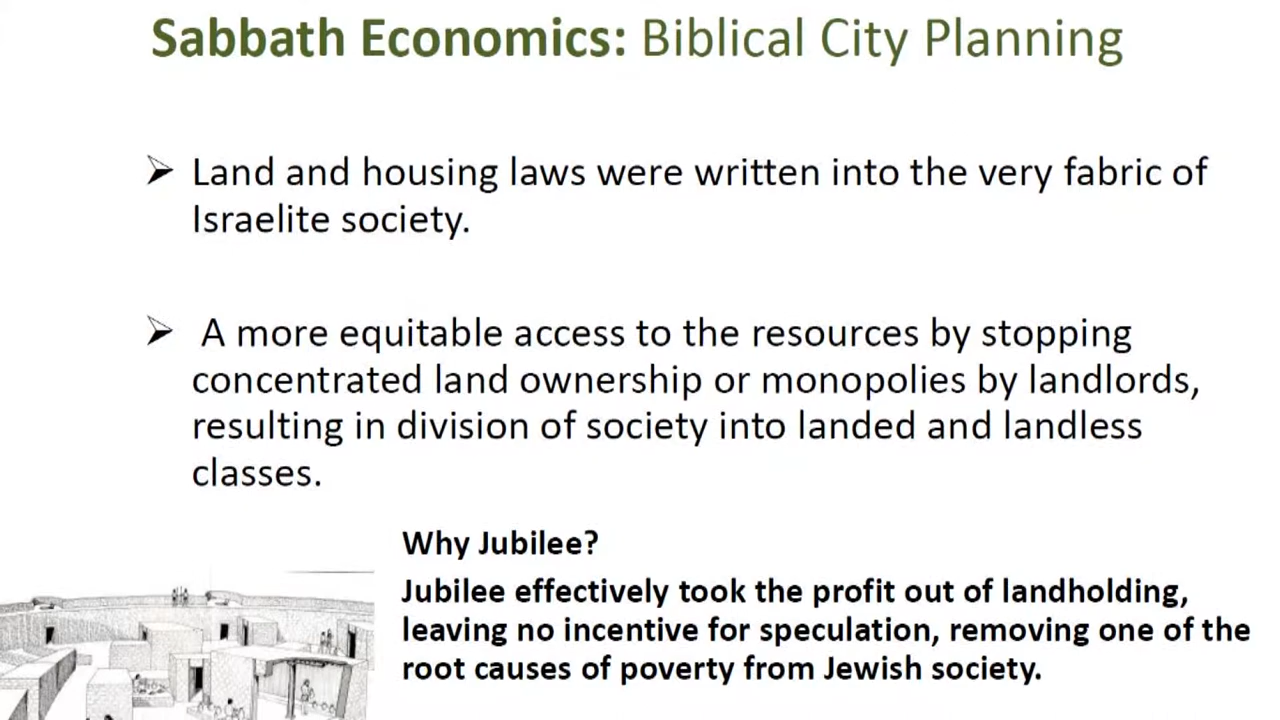 Sabbath Economics: Biblical City Planning
➢ Land and housing laws were written into the very fabric of
Israelite society.
➢ A more equitable access to the resources by stopping
concentrated land ownership or monopolies by landlords,
resulting in division of society into landed and landless
classes.
Why Jubilee?
Jubilee effectively took the profit out of landholding,
leaving no incentive for speculation, removing one of the
root causes of poverty from Jewish society.